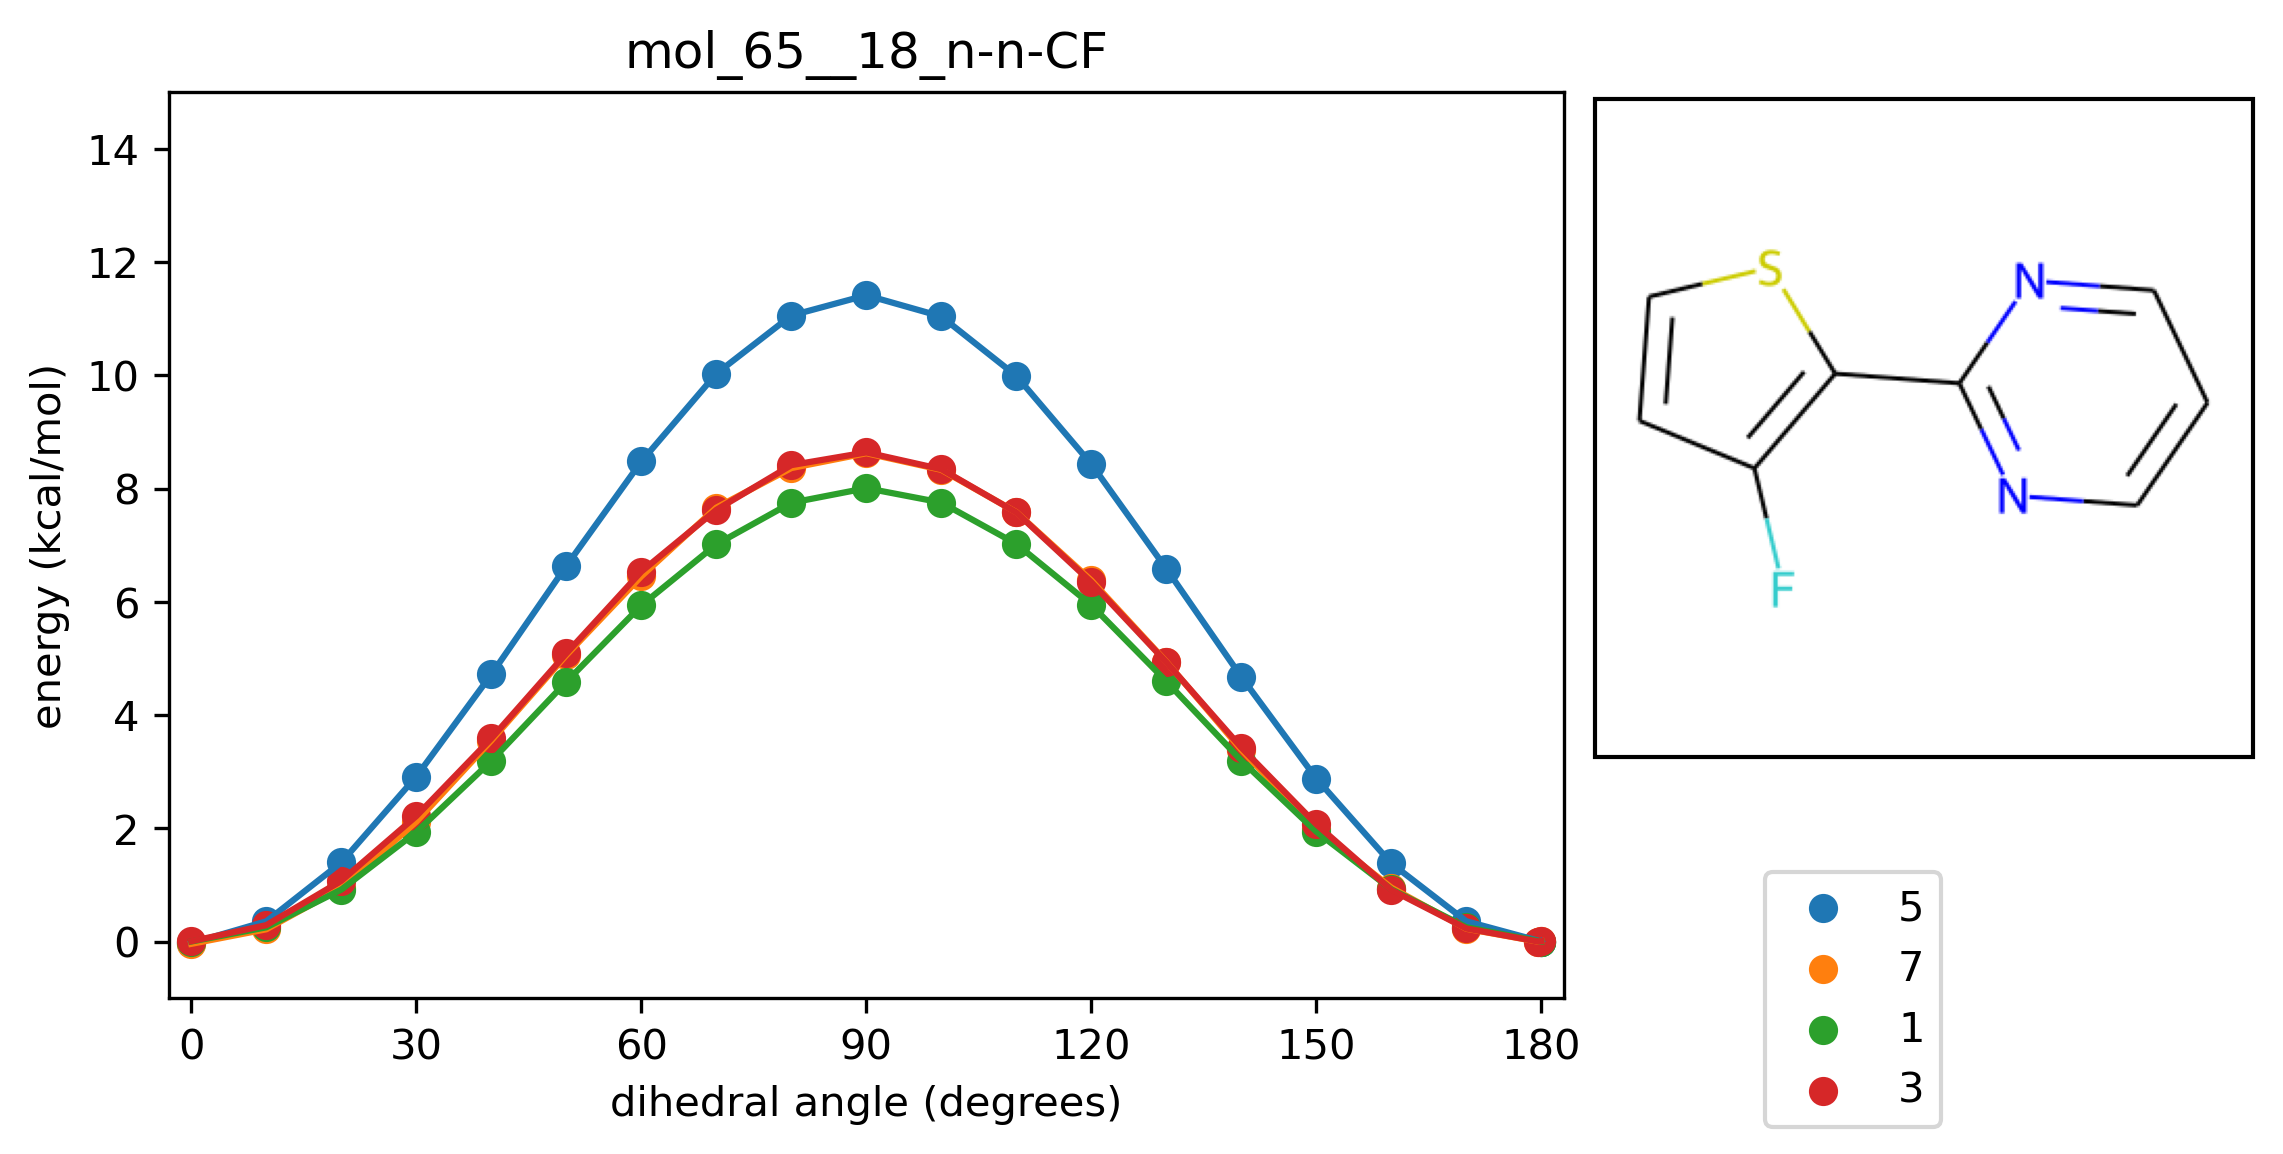 mol_65__18_n-n-CF
14
12
10
8
6
4
2
0
energy (kcal/mol)
0 30 60 90 120 150 180
dihedral angle (degrees)
S
N
N
F
5
7
1
3